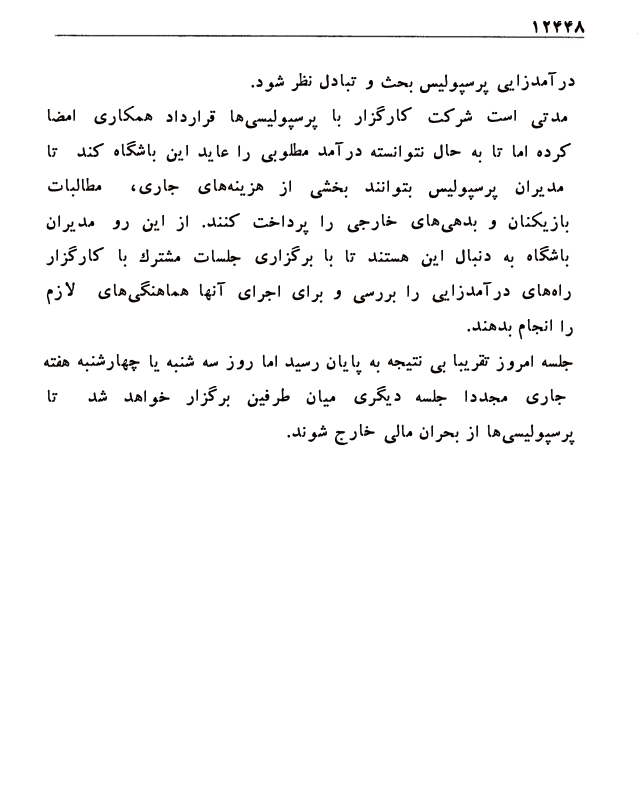 ۱۲۴۴۸
درآمدزایی پرسپولیس بحث و تبادل نظر شود.
مدتی است شرکت کارگزار با پرسپولیسی‌ها قرارداد همکاری امضا
کرده اما تا به حال نتوانسته درآمد مطلوبی را عاید این باشگاه کند تا
مدیران پرسپولیس بتوانند بخشی از هزینه‌های جاری، مطالبات
بازیکنان و بدهی‌های خارجی را پرداخت کنند. از این رو مدیران
باشگاه به دنبال این هستند تا با برگزاری جلسات مشترك با کارگزار
راه‌های درآمدزایی را بررسی و برای اجرای آنها هماهنگی‌های لازم
را انجام بدهند.
جلسه امروز تقریبا بی نتیجه به پایان رسید اما روز سه شنبه یا چهارشنبه هفته
جاری مجددا جلسه دیگری میان طرفین برگزار خواهد شد تا
پرسپولیسی‌ها از بحران مالی خارج شوند.